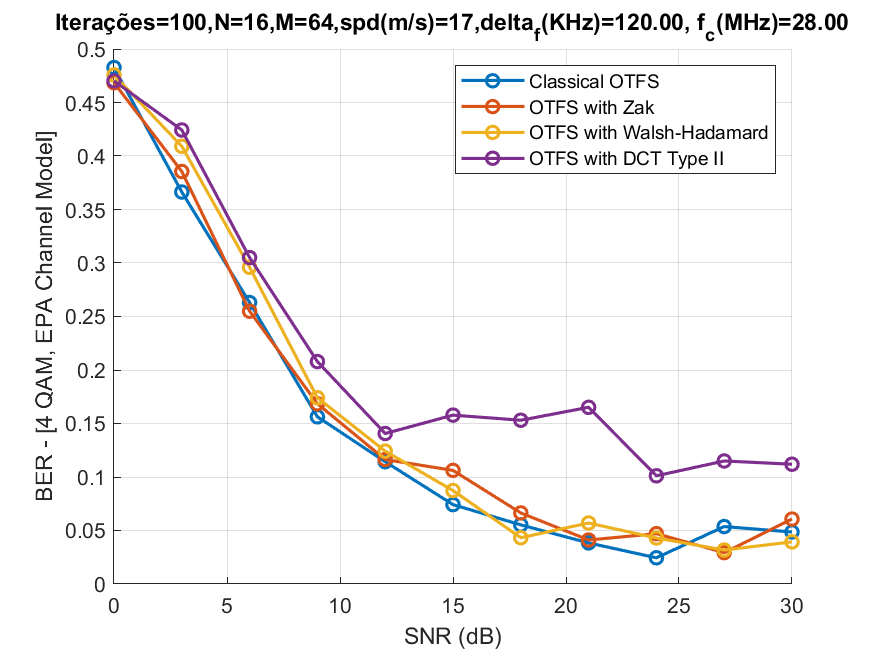 Iterações=100,N=16,M=64,spd(m/s)=17,delta_f(KHz)=120.00, f_c(MHz)=28.00
0.5
0.45
0.4
0.35
0.3
0.25
0.2
0.15
0.1
0.05
0
BER - [4 QAM, EPA Channel Model]
Classical OTFS
OTFS with Zak
OTFS with Walsh-Hadamard
OTFS with DCT Type II
0 5 10 15 20 25 30
SNR (dB)